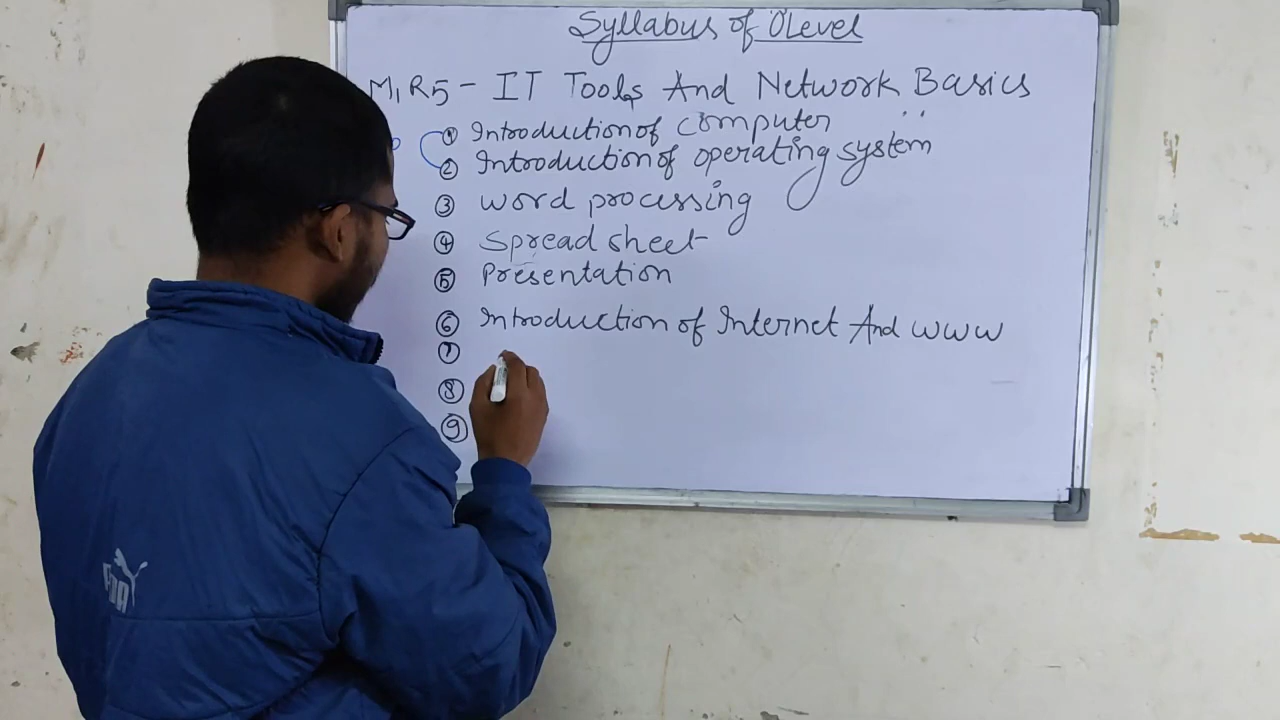 Syllabus of O'Level
M1R5 - IT Tools And Network Basics
① Introduction of computer
② Introduction of operating system
③ word processing
④ spread sheet
⑤ Presentation
⑥ Introduction of Internet And www
⑦
⑧
⑨